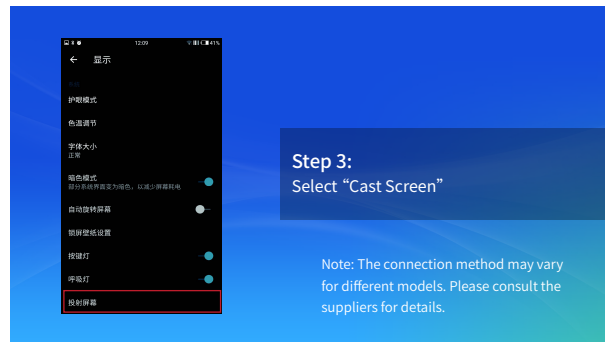 12:09
41%
显示
护眼模式
色温调节
字体大小
正常
暗色模式
部分系统界面变为暗色，以减少屏幕耗电
自动旋转屏幕
锁屏壁纸设置
按键灯
呼吸灯
投射屏幕
Step 3:
Select “Cast Screen”
Note: The connection method may vary
for different models. Please consult the
suppliers for details.